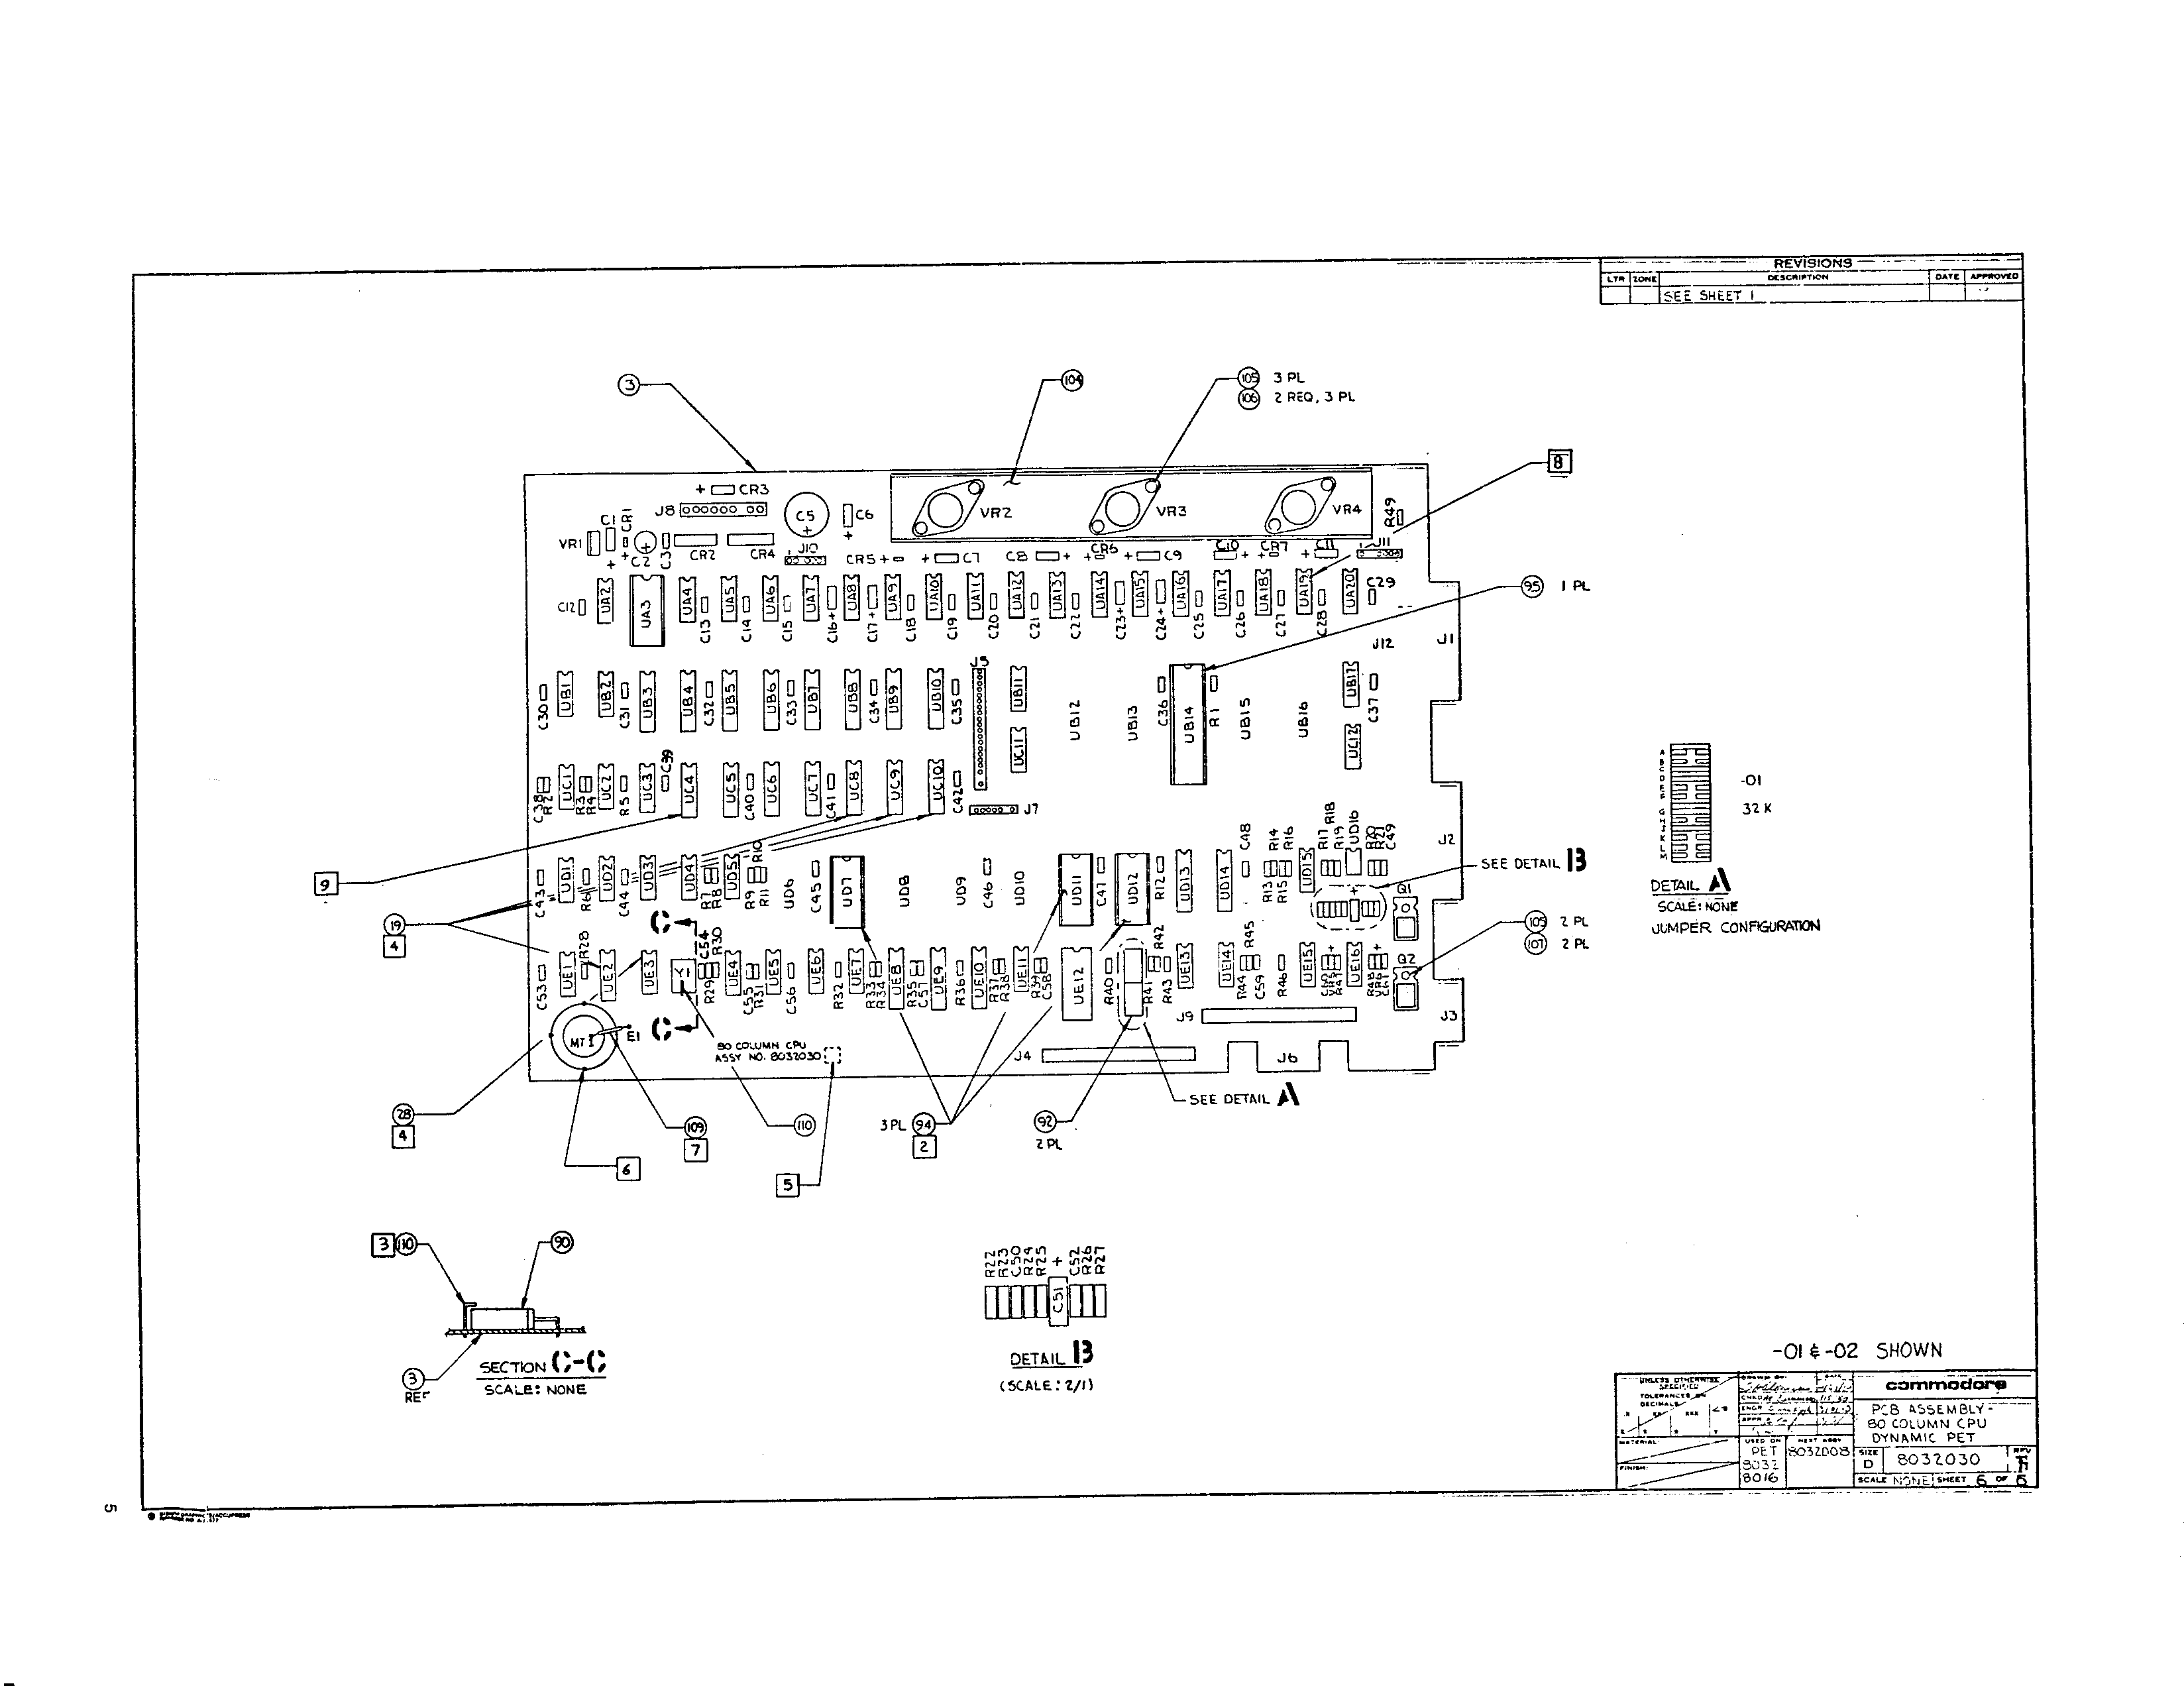 REVISIONS
LTR ZONE DESCRIPTION DATE APPROVED
SEE SHEET 1
3
104
105 3 PL
106 2 REQ, 3 PL
8
+ CR3
J8
C1
CR1
C5
+
C6
+
VR2
VR3
VR4
R49
VR1
+
+
C2
C3
CR2
CR4
J10
CR5 +
+ C7
C8 +
CR6
+
+ C9
C10
+
CR7
+
C11
+
J11
95 1 PL
C12 UA2 UA3 UA4 C13 UA5 C14 UA6 C15 UA7 C16+ UA8 C17+ UA9 C18 UA10 C19 UA11 C20 UA12 C21 UA13 C22 UA14 C23+ UA15 C24+ UA16 C25 UA17 C26 UA18 C27 UA19 C28 UA20 C29
J12
J1
C30 UB1 UB2 C31 UB3 UB4 C32 UB5 UB6 C33 UB7 UB8 C34 UB9 UB10 C35 J5 UB11 UB12 UB13 C36 UB14 R1 UB15 UB16 UB17 C37
UC11
UC12
C38 R2 UC1 R3 R4 UC2 R5 UC3 C39 UC4 UC5 C40 UC6 UC7 C41 UC8 UC9 UC10 C42
J7
A
B
C
D
E
F
G
H
J
K
L
M
-01
32 K
DETAIL A
SCALE: NONE
JUMPER CONFIGURATION
J2
9
C43 UD1 R6 UD2 C44 UD3 UD4 R7 R8 UD5 R9 R10 R11 UD6 C45 UD7 UD8 UD9 C46 UD10 UD11 C47 UD12 R12 UD13 UD14 C48 R13 R14 R15 R16 UD15 R17 R18 R19 UD16 R20 R21 C49
SEE DETAIL B
+
Q1
19
4
105 2 PL
107 2 PL
C
C
C53 UE1 R28 UE2 UE3 Y1 C54 R29 R30 UE4 C55 R31 UE5 C56 UE6 R32 UE7 R33 R34 UE8 R35 C57 UE9 R36 UE10 R37 R38 UE11 R39 C58 UE12 R40 R41 R42 R43 UE13 UE14 R44 R45 C59 R46 UE15 + R47 UE16 + R48 C61
Q2
J9
J3
MT1
E1
80 COLUMN CPU
ASSY NO. 8032030
J4
J6
SEE DETAIL A
28
4
109
7
110
3 PL 94
2
92
2 PL
6
5
3 110
90
3
REF
SECTION C-C
SCALE: NONE
R22 R23 C50 R24 R25 + C52 R26 R27
C51
DETAIL B
(SCALE: 2/1)
-01 & -02 SHOWN
UNLESS OTHERWISE
SPECIFIED
TOLERANCES ON
DECIMALS
.X .XX .XXX
MATERIAL:
FINISH:
DRAWN BY DATE
ENGR
APPR
USED ON NEXT ASSY
PET 8032008
8032
8016
commodore
PCB ASSEMBLY-
80 COLUMN CPU
DYNAMIC PET
SIZE
D
8032030
REV
SCALE NONE SHEET 5 OF 5
5